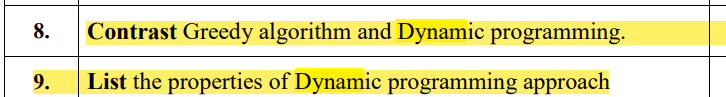 8. Contrast Greedy algorithm and Dynamic programming.
9. List the properties of Dynamic programming approach